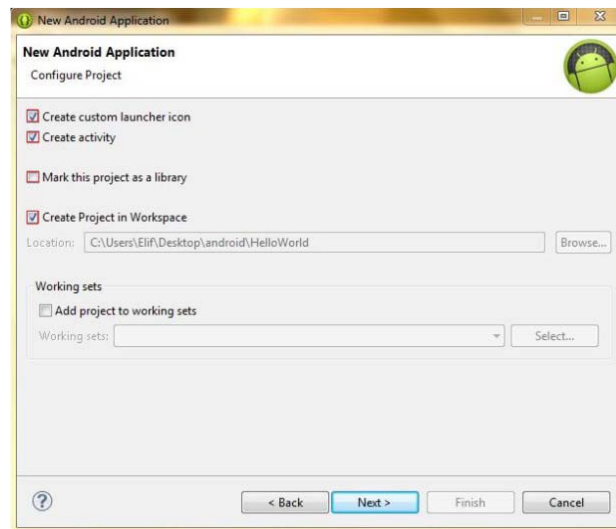 New Android Application
New Android Application
Configure Project
Create custom launcher icon
Create activity
Mark this project as a library
Create Project in Workspace
Location: C:\Users\Elif\Desktop\android\HelloWorld Browse...
Working sets
Add project to working sets
Working sets: Select...
? < Back Next > Finish Cancel